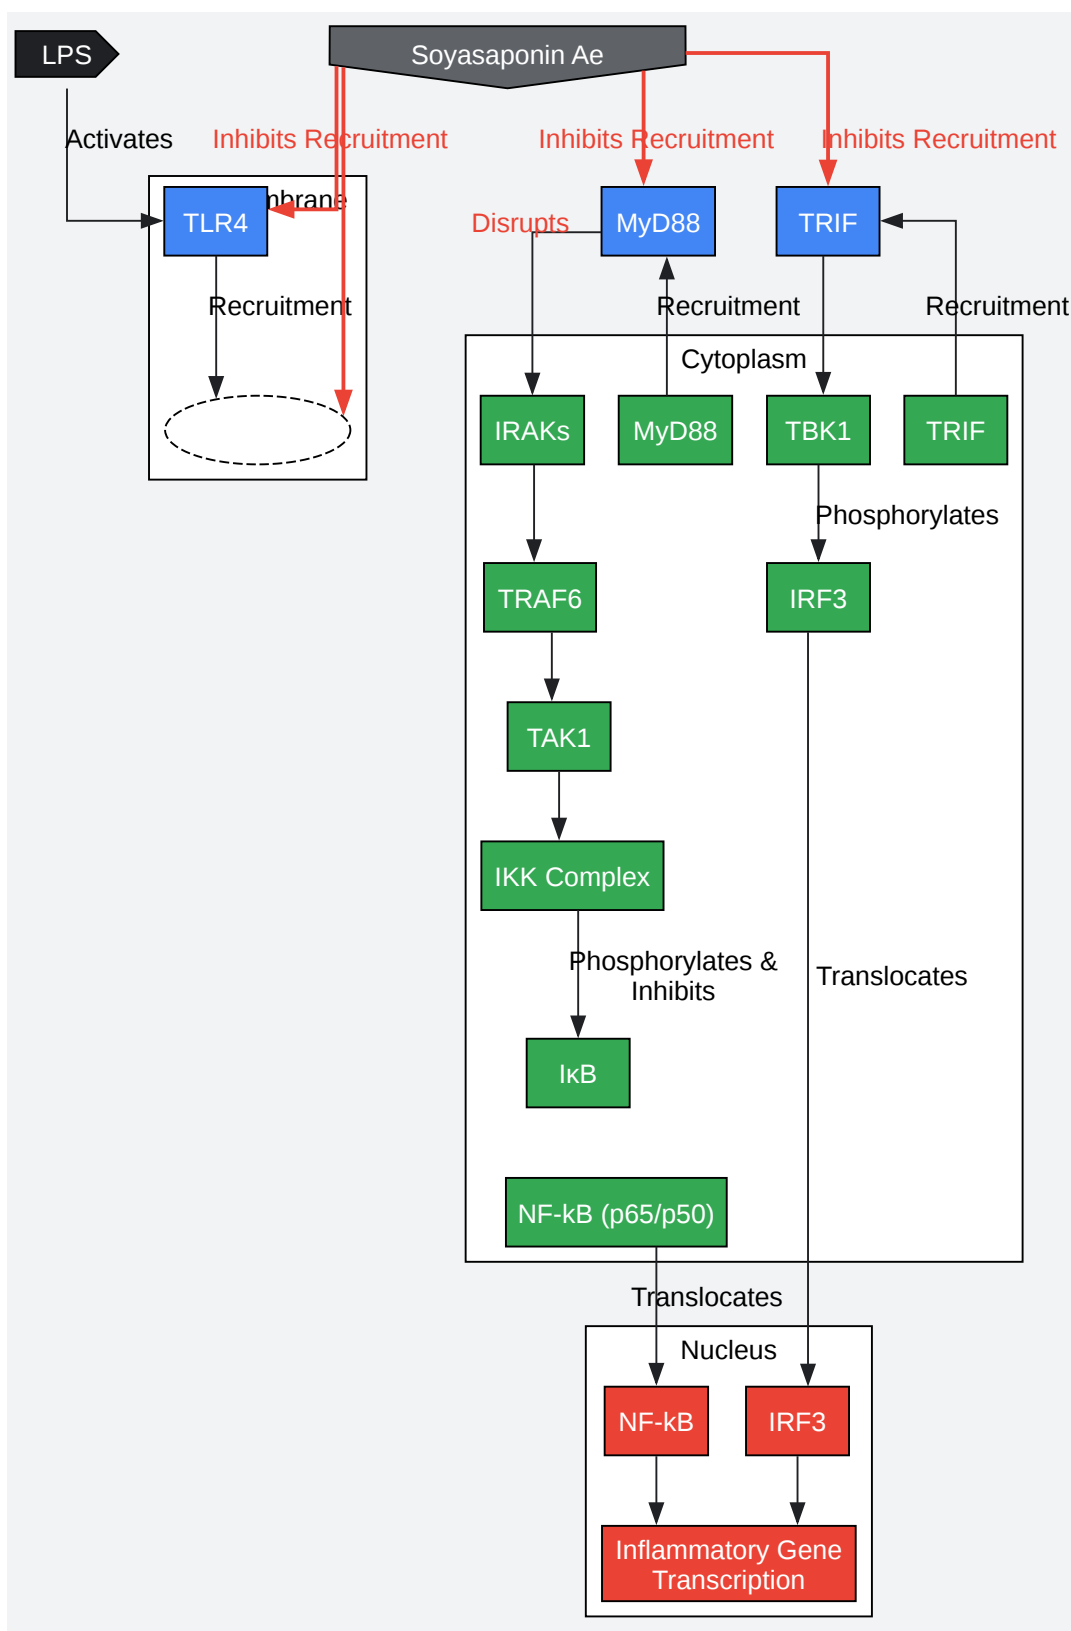 LPS
Soyasaponin Ae
Activates
Inhibits Recruitment
Inhibits Recruitment
Inhibits Recruitment
TLR4
Disrupts
MyD88
TRIF
Recruitment
Recruitment
Recruitment
Cytoplasm
IRAKs
MyD88
TBK1
TRIF
Phosphorylates
TRAF6
IRF3
TAK1
IKK Complex
Phosphorylates &
Inhibits
Translocates
IκB
NF-kB (p65/p50)
Translocates
Nucleus
NF-kB
IRF3
Inflammatory Gene
Transcription